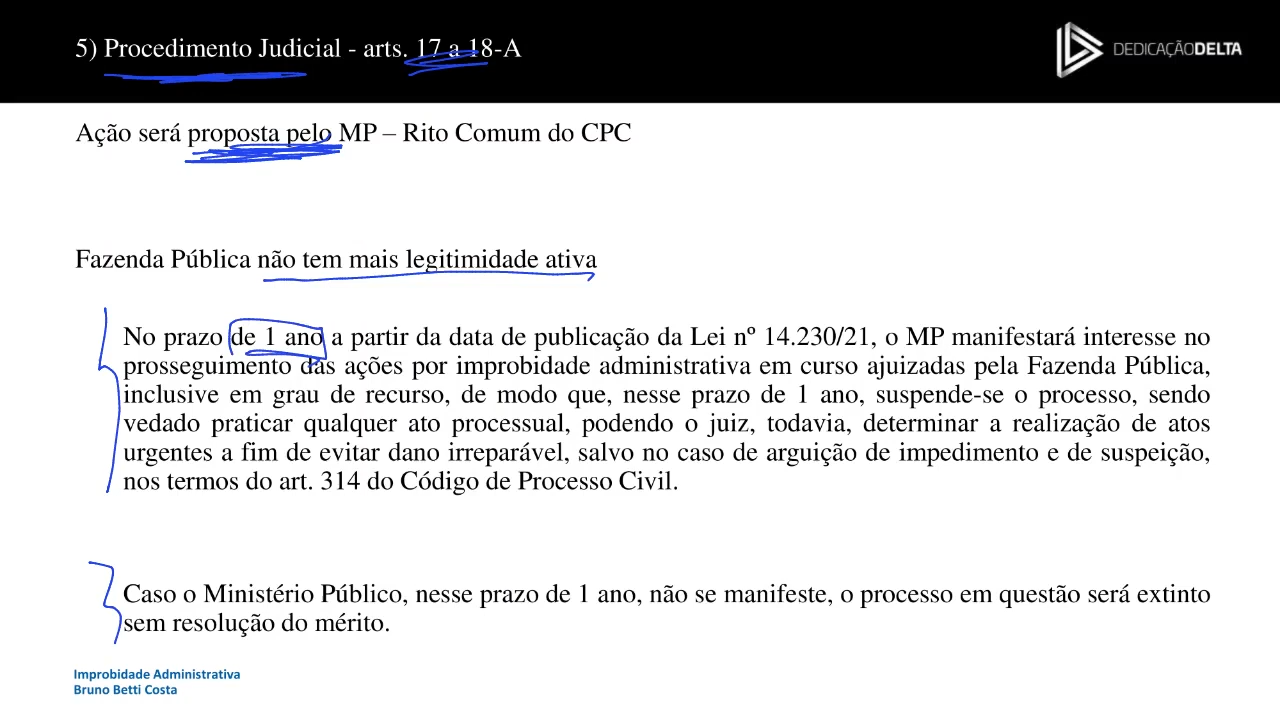 5) Procedimento Judicial - arts. 17 a 18-A
DEDICAÇÃODELTA
Ação será proposta pelo MP – Rito Comum do CPC
Fazenda Pública não tem mais legitimidade ativa
No prazo de 1 ano a partir da data de publicação da Lei nº 14.230/21, o MP manifestará interesse no
prosseguimento das ações por improbidade administrativa em curso ajuizadas pela Fazenda Pública,
inclusive em grau de recurso, de modo que, nesse prazo de 1 ano, suspende-se o processo, sendo
vedado praticar qualquer ato processual, podendo o juiz, todavia, determinar a realização de atos
urgentes a fim de evitar dano irreparável, salvo no caso de arguição de impedimento e de suspeição,
nos termos do art. 314 do Código de Processo Civil.
Caso o Ministério Público, nesse prazo de 1 ano, não se manifeste, o processo em questão será extinto
sem resolução do mérito.
Improbidade Administrativa
Bruno Betti Costa